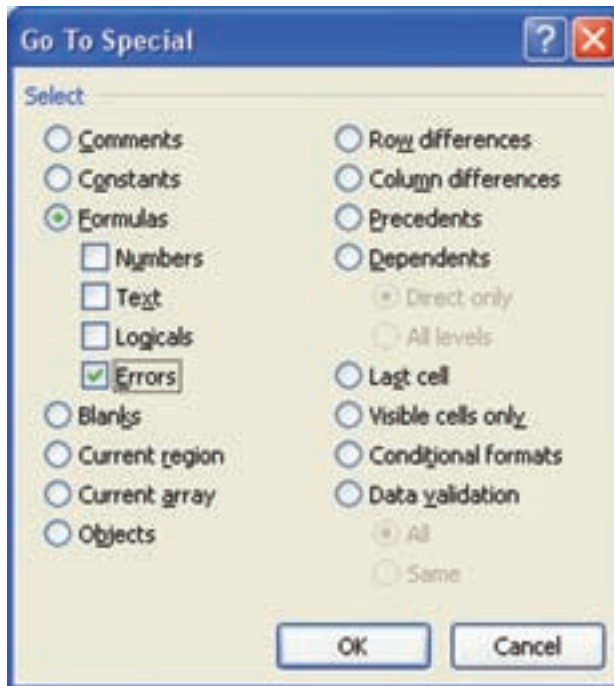 Go To Special
Select
Comments
Constants
Formulas
Numbers
Text
Logicals
Errors
Blanks
Current region
Current array
Objects
Row differences
Column differences
Precedents
Dependents
Direct only
All levels
Last cell
Visible cells only
Conditional formats
Data validation
All
Same
OK
Cancel